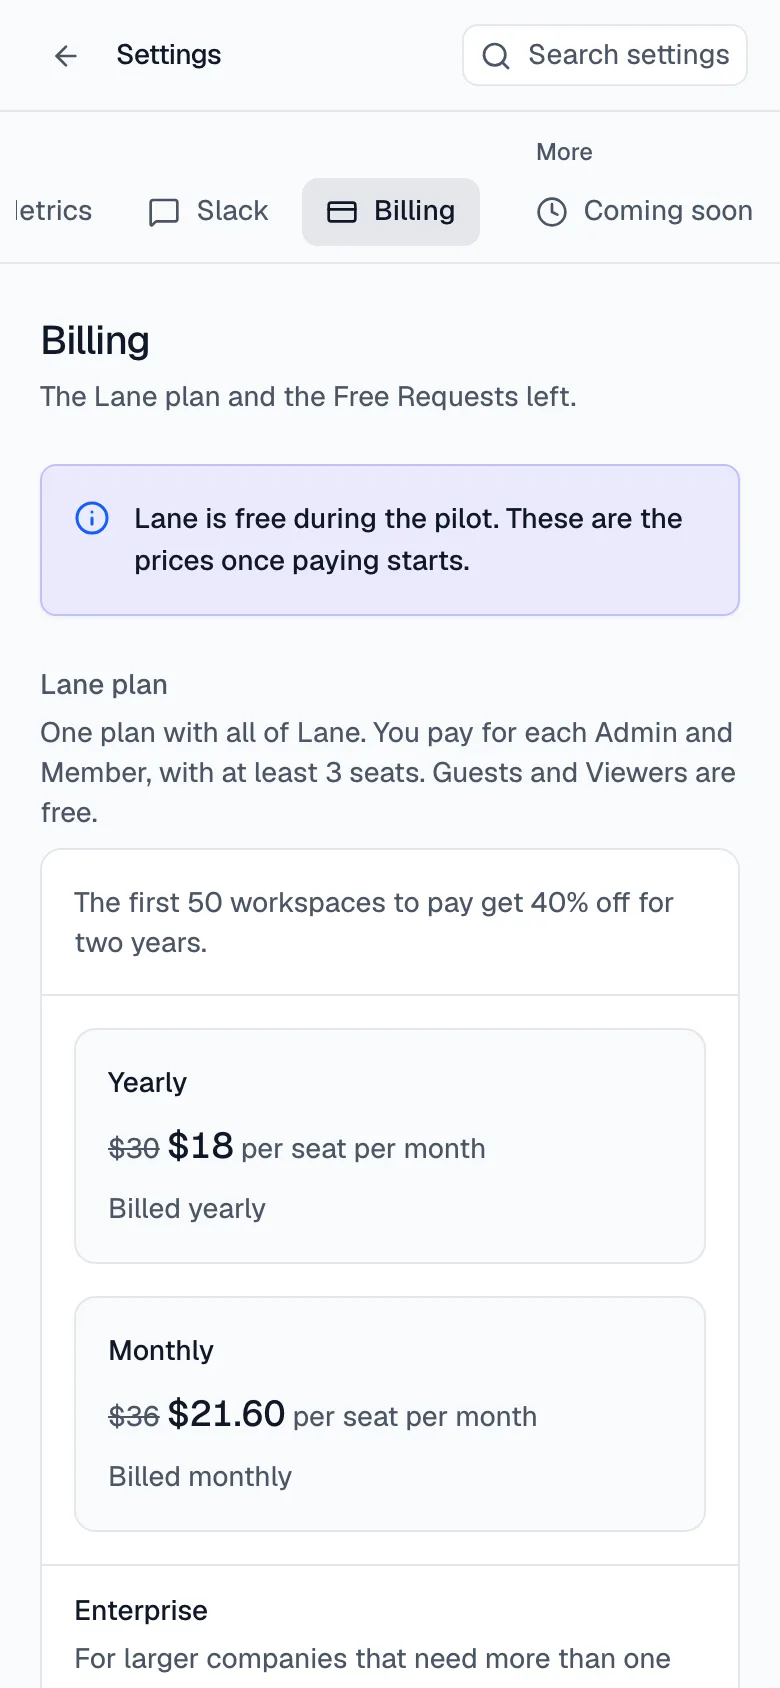 Settings
Search settings
More
etrics
Slack
Billing
Coming soon
Billing
The Lane plan and the Free Requests left.
Lane is free during the pilot. These are the
prices once paying starts.
Lane plan
One plan with all of Lane. You pay for each Admin and
Member, with at least 3 seats. Guests and Viewers are
free.
The first 50 workspaces to pay get 40% off for
two years.
Yearly
$30 $18 per seat per month
Billed yearly
Monthly
$36 $21.60 per seat per month
Billed monthly
Enterprise
For larger companies that need more than one